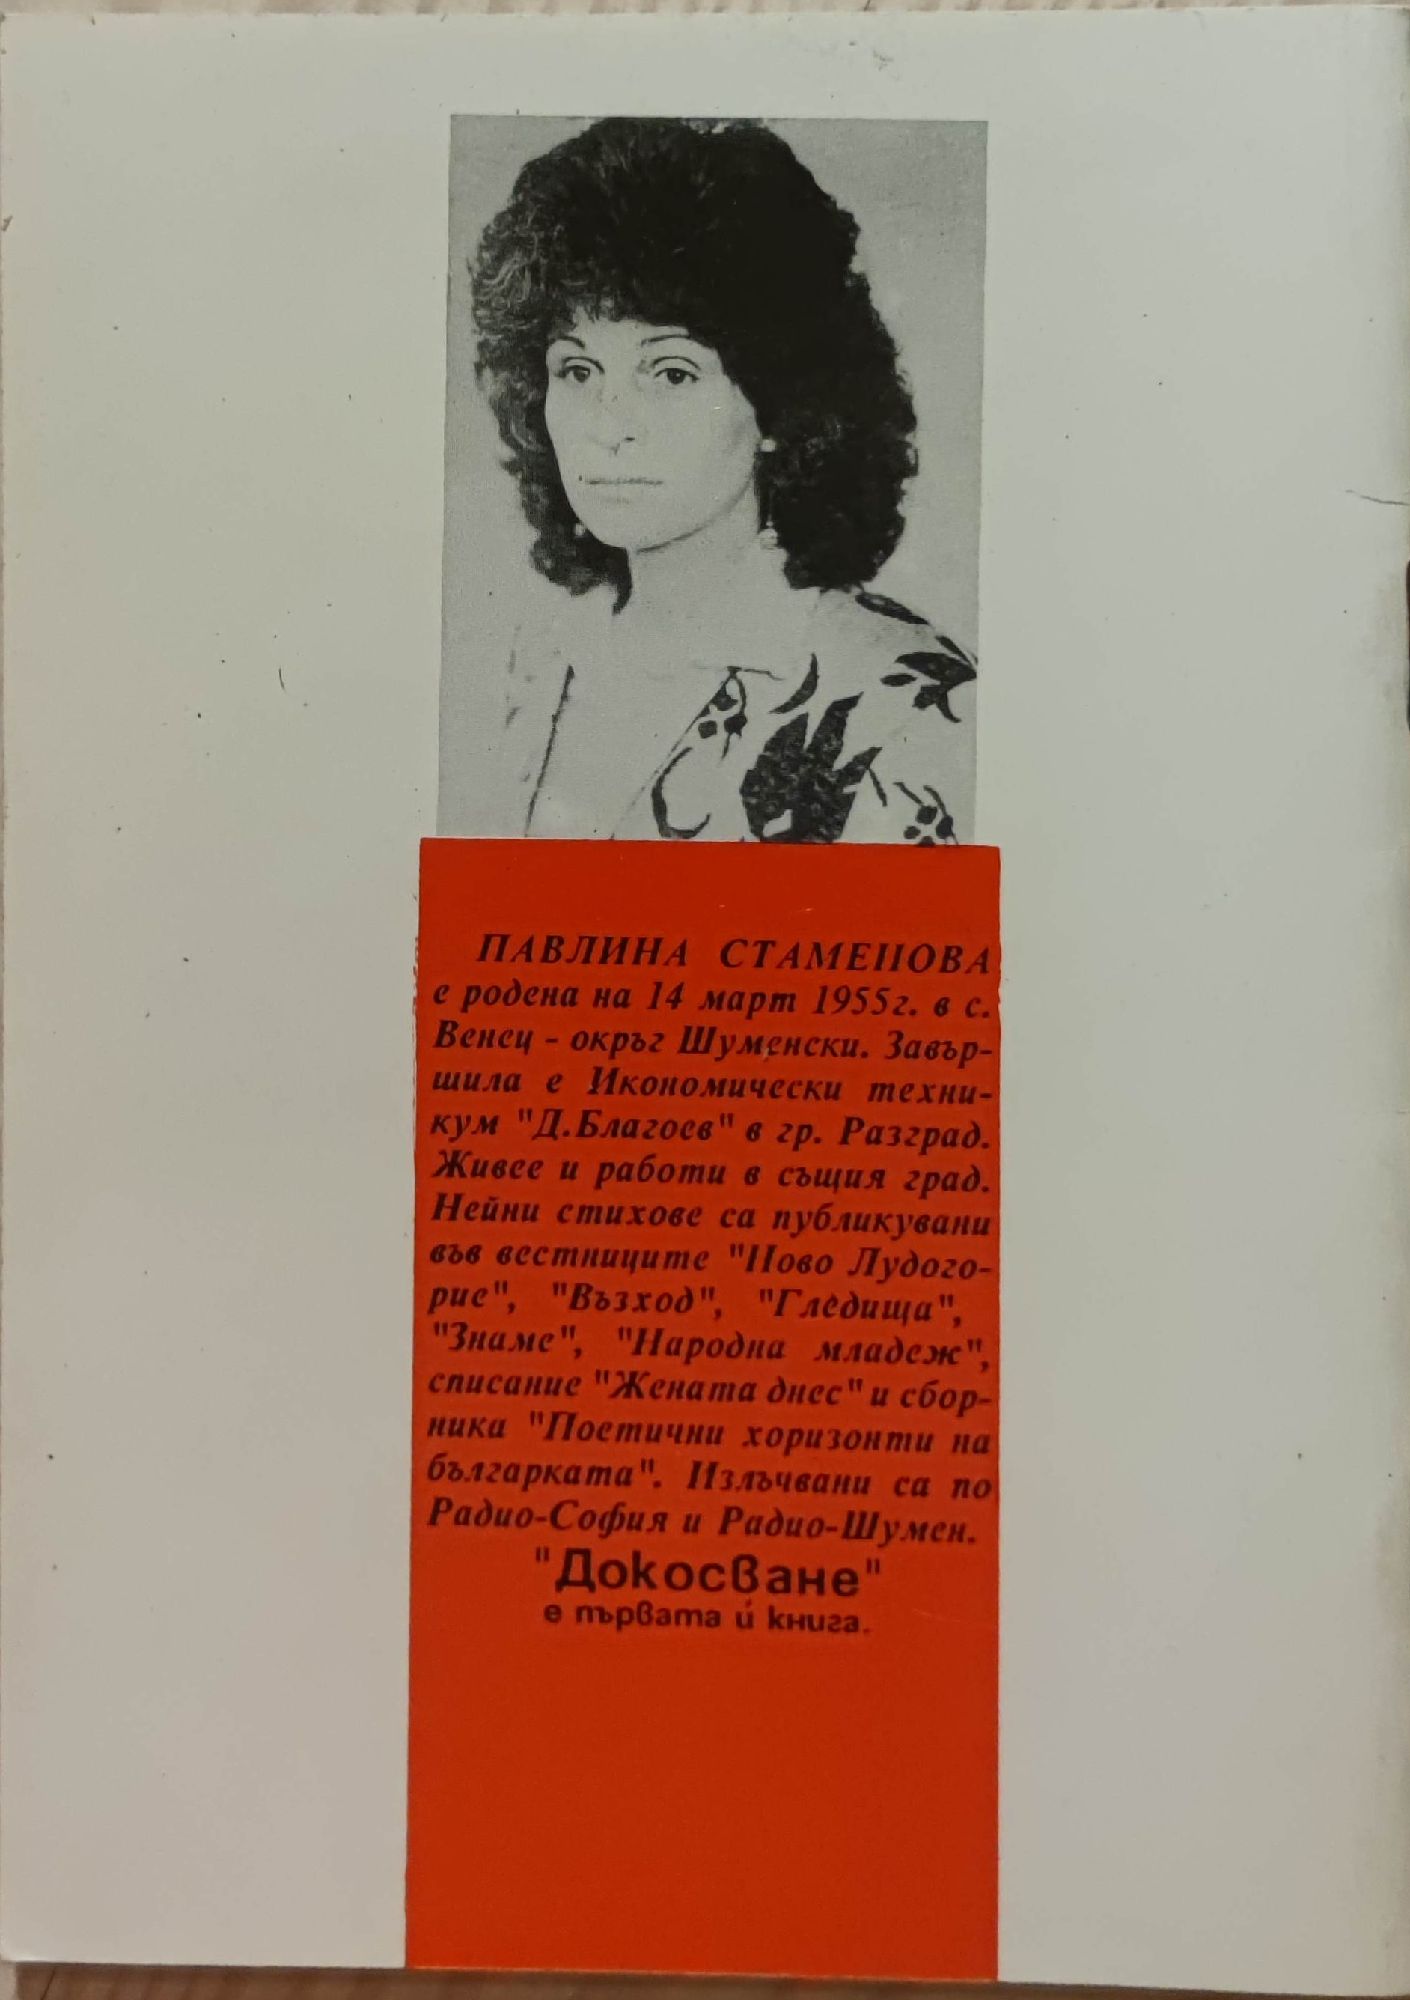 ПАВЛИНА СТАМЕНОВА
е родена на 14 март 1955г. в с.
Венец - окръг Шуменски. Завър-
шила е Икономически техни-
кум "Д.Благоев" в гр. Разград.
Живее и работи в същия град.
Нейни стихове са публикувани
във вестниците "Ново Лудого-
рие", "Възход", "Гледища",
"Знаме", "Народна младеж",
списание "Жената днес" и сбор-
ника "Поетични хоризонти на
българката". Излъчвани са по
Радио-София и Радио-Шумен.
"Докосване"
е първата ѝ книга.